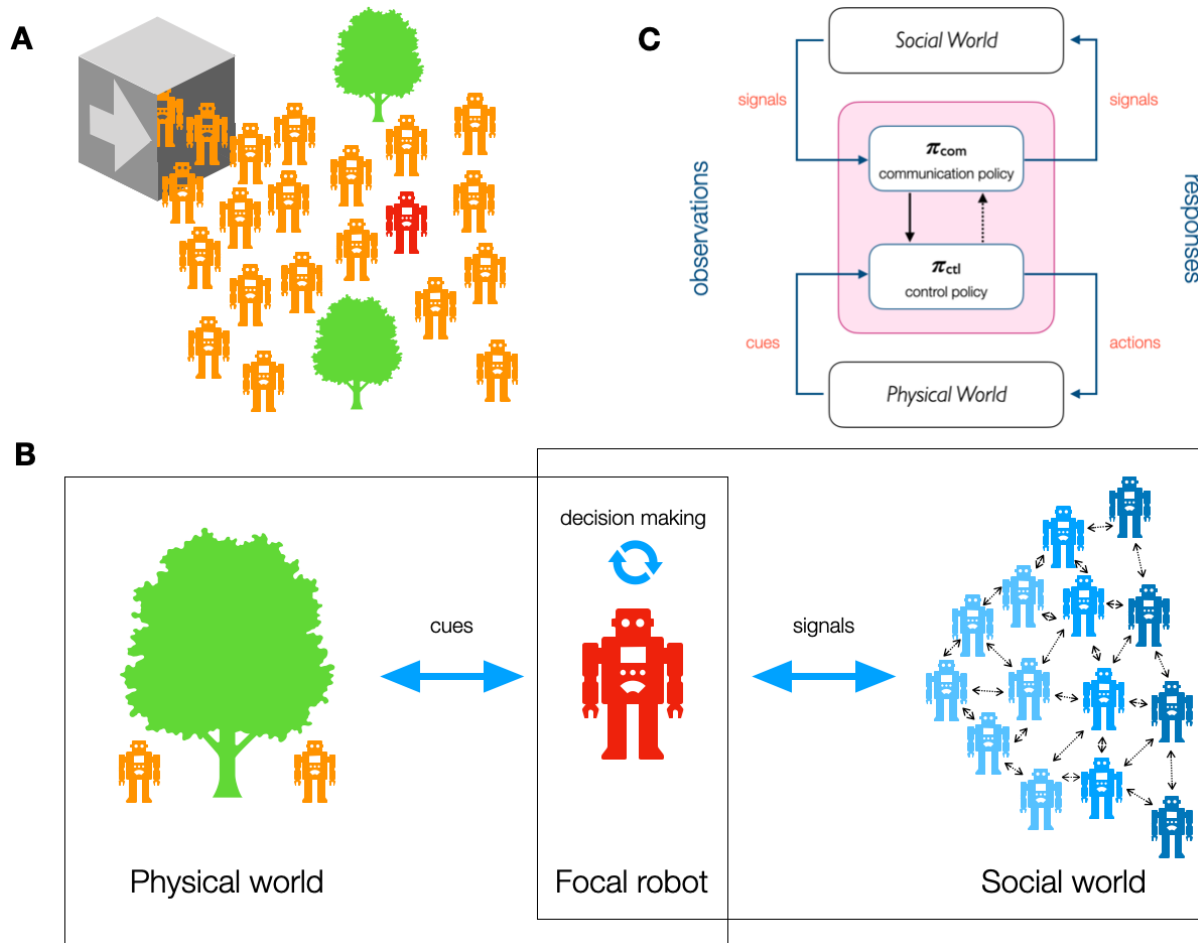 A
C
Social World
signals
signals
πcom
communication policy
observations
responses
πctl
control policy
cues
actions
Physical World
B
decision making
cues
signals
Physical world
Focal robot
Social world